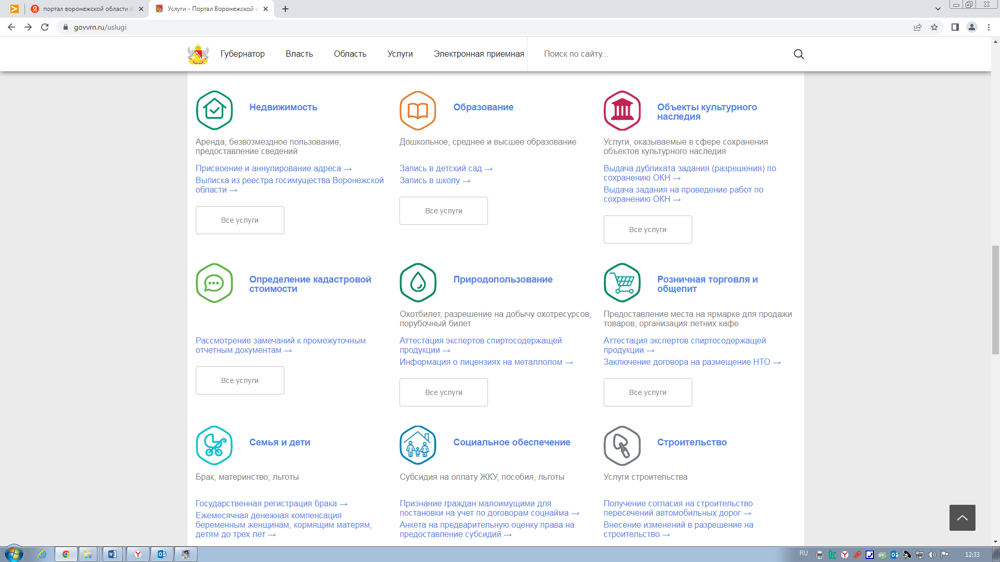 портал воронежской области о
Услуги - Портал Воронежской о
govvrn.ru/uslugi
Губернатор
Власть
Область
Услуги
Электронная приемная
Поиск по сайту...
Недвижимость
Аренда, безвозмездное пользование,
предоставление сведений
Присвоение и аннулирование адреса →
Выписка из реестра госимущества Воронежской
области →
Все услуги
Образование
Дошкольное, среднее и высшее образование
Запись в детский сад →
Запись в школу →
Все услуги
Объекты культурного
наследия
Услуги, оказываемые в сфере сохранения
объектов культурного наследия
Выдача дубликата задания (разрешения) по
сохранению ОКН →
Выдача задания на проведение работ по
сохранению ОКН →
Все услуги
Определение кадастровой
стоимости
Рассмотрение замечаний к промежуточным
отчетным документам →
Все услуги
Природопользование
Охотбилет, разрешение на добычу охотресурсов,
порубочный билет
Аттестация экспертов спиртосодержащей
продукции →
Информация о лицензиях на металлолом →
Все услуги
Розничная торговля и
общепит
Предоставление места на ярмарке для продажи
товаров, организация летних кафе
Аттестация экспертов спиртосодержащей
продукции →
Заключение договора на размещение НТО →
Все услуги
Семья и дети
Брак, материнство, льготы
Государственная регистрация брака →
Ежемесячная денежная компенсация
беременным женщинам, кормящим матерям,
детям до трех лет →
Социальное обеспечение
Субсидия на оплату ЖКУ, пособия, льготы
Признание граждан малоимущими для
постановки на учет по договорам соцнайма →
Анкета на предварительную оценку права на
предоставление субсидий →
Строительство
Услуги строительства
Получение согласия на строительство
пересечений автомобильных дорог →
Внесение изменений в разрешение на
строительство →
RU
12:33